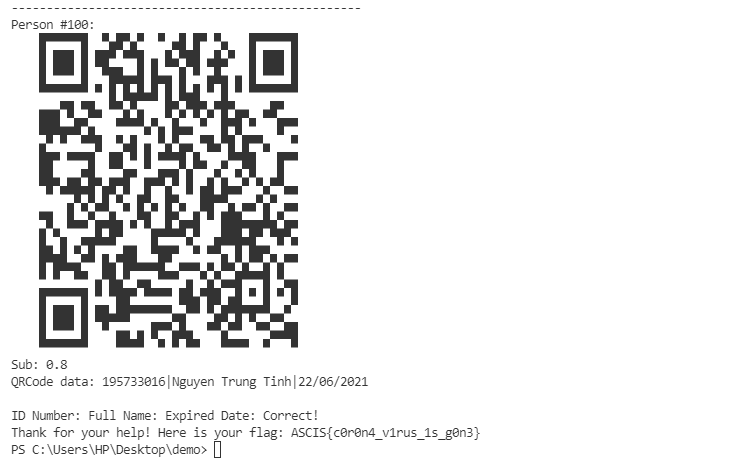 --------------------------------------------------
Person #100:
Sub: 0.8
QRCode data: 195733016|Nguyen Trung Tinh|22/06/2021
ID Number: Full Name: Expired Date: Correct!
Thank for your help! Here is your flag: ASCIS{c0r0n4_v1rus_1s_g0n3}
PS C:\Users\HP\Desktop\demo>